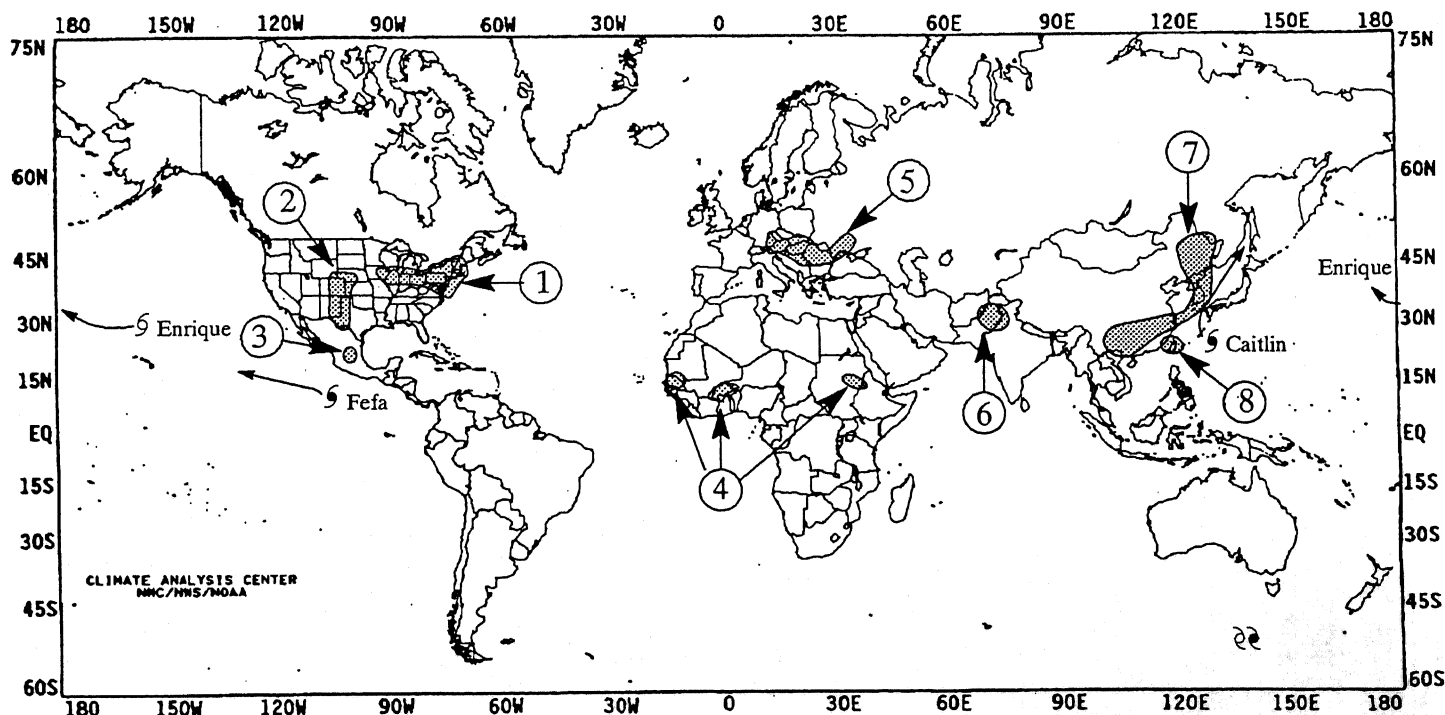 180 150W 120W 90W 60W 30W 0 30E 60E 90E 120E 150E 180
75N 75N
7
60N 60N
5
2
45N 45N
1 Enrique
30N Enrique 30N
3 Caitlin
15N 15N
Fefa 6 8
EQ EQ
4
15S 15S
30S 30S
CLIMATE ANALYSIS CENTER
NMC/NWS/NOAA
45S 45S
60S 60S
180 150W 120W 90W 60W 30W 0 30E 60E 90E 120E 150E 180